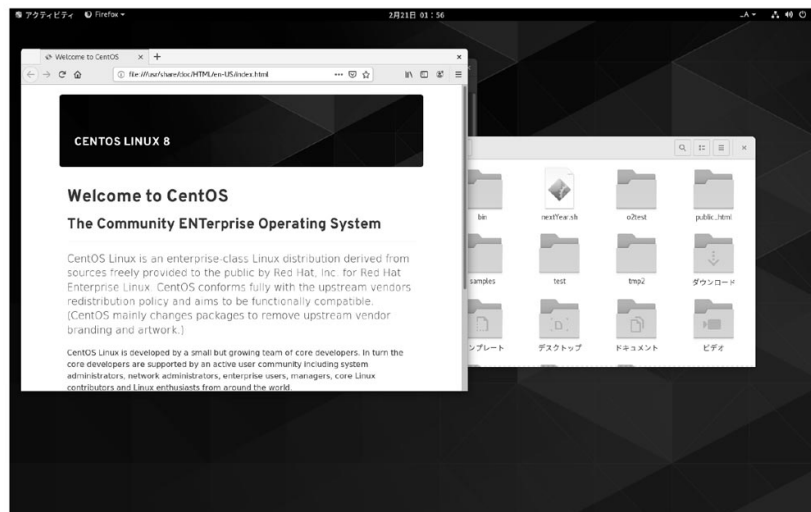 アクティビティ Firefox
2月21日 01：56
Welcome to CentOS
file:///usr/share/doc/HTML/en-US/index.html
CENTOS LINUX 8
Welcome to CentOS
The Community ENTerprise Operating System
CentOS Linux is an enterprise-class Linux distribution derived from
sources freely provided to the public by Red Hat, Inc. for Red Hat
Enterprise Linux. CentOS conforms fully with the upstream vendors
redistribution policy and aims to be functionally compatible.
(CentOS mainly changes packages to remove upstream vendor
branding and artwork.)
CentOS Linux is developed by a small but growing team of core developers. In turn the
core developers are supported by an active user community including system
administrators, network administrators, enterprise users, managers, core Linux
contributors and Linux enthusiasts from around the world.
bin nextYear.sh o2test public_html
samples test tmp2 ダウンロード
ンプレート デスクトップ ドキュメント ビデオ